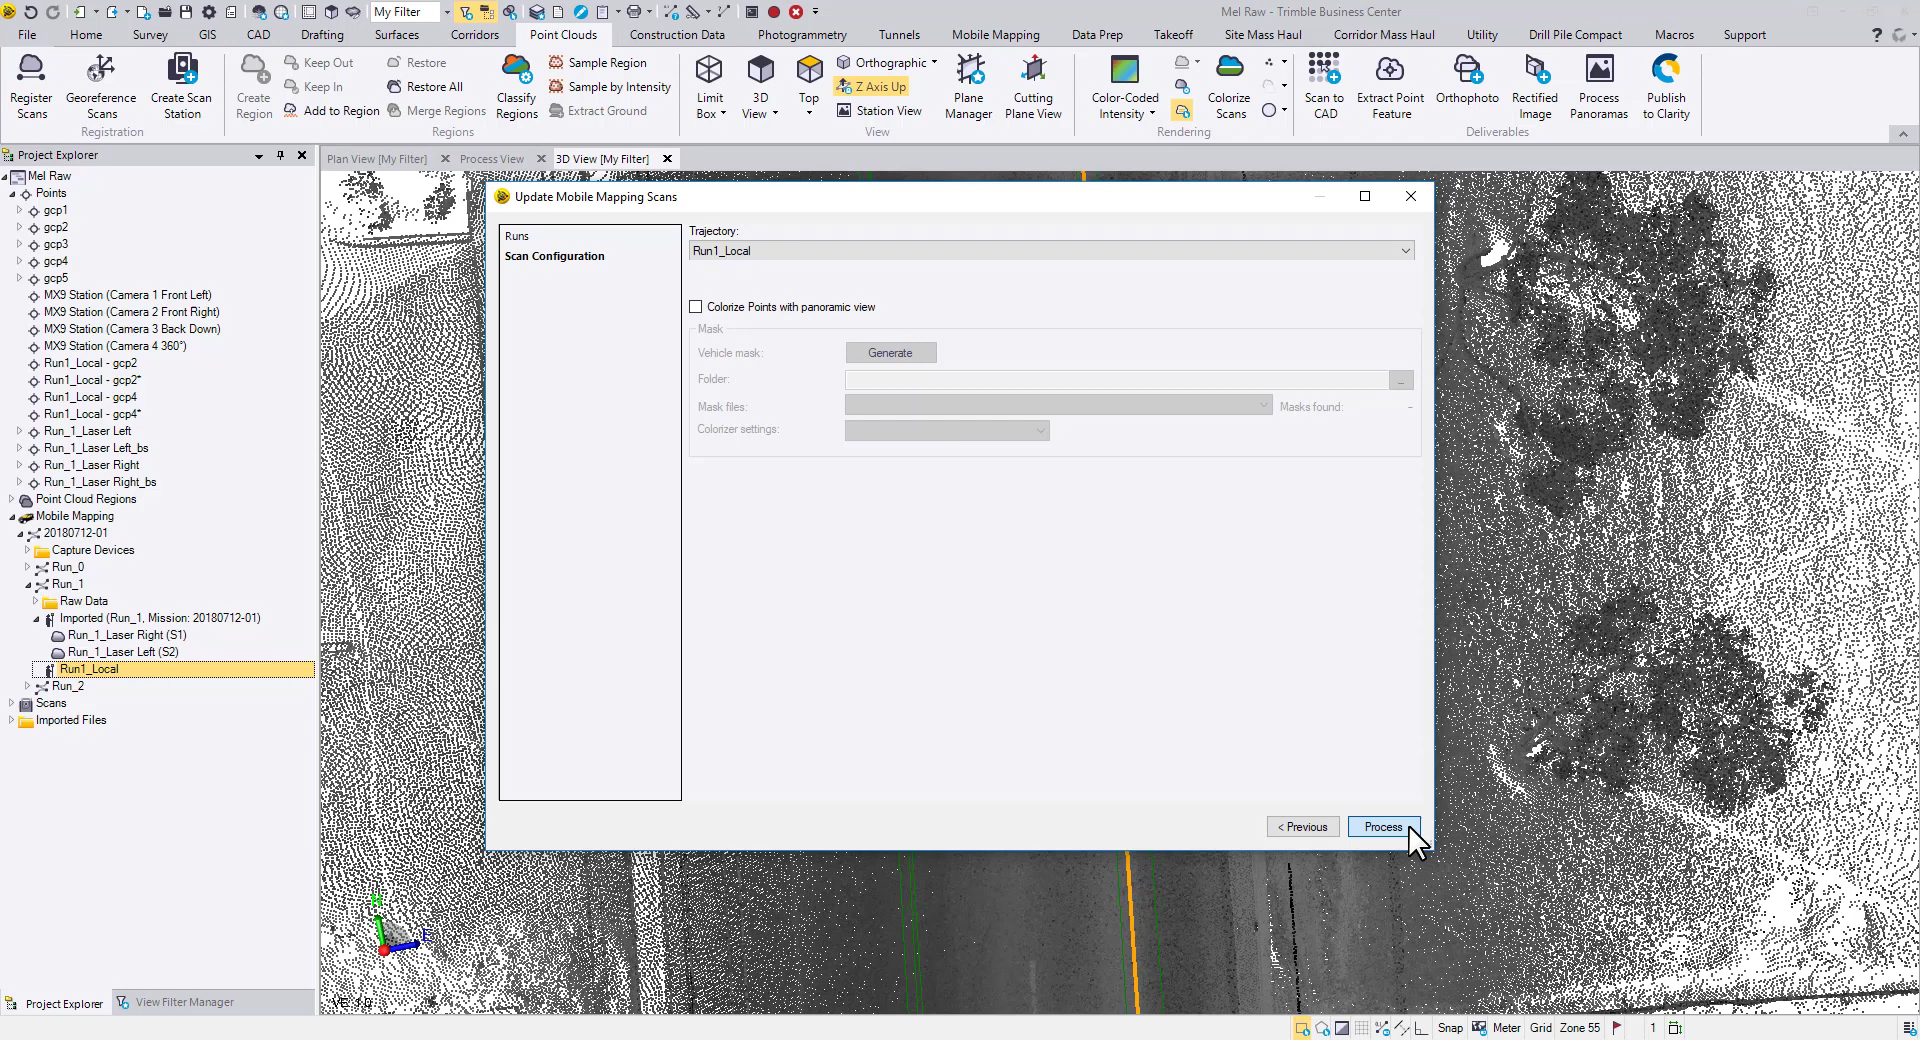 My Filter
Mel Raw - Trimble Business Center
File Home Survey GIS CAD Drafting Surfaces Corridors Point Clouds Construction Data Photogrammetry Tunnels Mobile Mapping Data Prep Takeoff Site Mass Haul Corridor Mass Haul Utility Drill Pile Compact Macros Support
Register Scans
Georeference Scans
Create Scan Station
Registration
Create Region
Keep Out
Keep In
Add to Region
Restore
Restore All
Merge Regions
Classify Regions
Sample Region
Sample by Intensity
Extract Ground
Regions
Limit Box
3D View
Top
Orthographic
Z Axis Up
Station View
Plane Manager
Cutting Plane View
View
Color-Coded Intensity
Colorize Scans
Rendering
Scan to CAD
Extract Point Feature
Orthophoto
Rectified Image
Process Panoramas
Publish to Clarity
Deliverables
Project Explorer
Mel Raw
Points
gcp1
gcp2
gcp3
gcp4
gcp5
MX9 Station (Camera 1 Front Left)
MX9 Station (Camera 2 Front Right)
MX9 Station (Camera 3 Back Down)
MX9 Station (Camera 4 360°)
Run1_Local - gcp2
Run1_Local - gcp2*
Run1_Local - gcp4
Run1_Local - gcp4*
Run_1_Laser Left
Run_1_Laser Left_bs
Run_1_Laser Right
Run_1_Laser Right_bs
Point Cloud Regions
Mobile Mapping
20180712-01
Capture Devices
Run_0
Run_1
Raw Data
Imported (Run_1, Mission: 20180712-01)
Run_1_Laser Right (S1)
Run_1_Laser Left (S2)
Run1_Local
Run_2
Scans
Imported Files
Project Explorer
View Filter Manager
Plan View [My Filter]
Process View
3D View [My Filter]
Update Mobile Mapping Scans
Runs
Scan Configuration
Trajectory:
Run1_Local
Colorize Points with panoramic view
Mask
Vehicle mask:
Generate
Folder:
...
Mask files:
Masks found:
-
Colorizer settings:
< Previous
Process
N
E
VE: 1.0
Snap
Meter
Grid
Zone 55
1